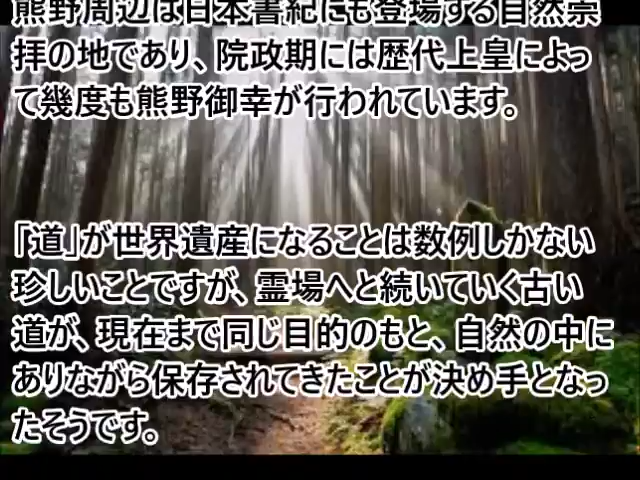 熊野周辺は日本書紀にも登場する自然崇
拝の地であり、院政期には歴代上皇によっ
て幾度も熊野御幸が行われています。
「道」が世界遺産になることは数例しかない
珍しいことですが、霊場へと続いていく古い
道が、現在まで同じ目的のもと、自然の中に
ありながら保存されてきたことが決め手となっ
たそうです。